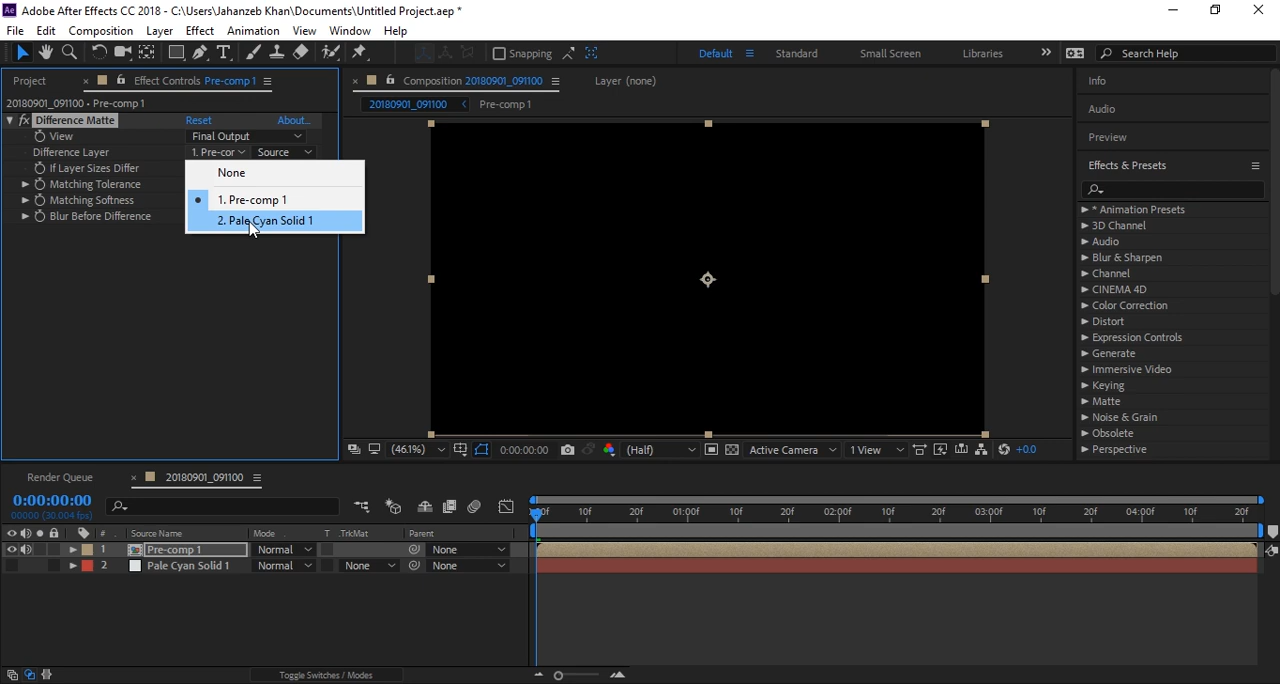 Ae Adobe After Effects CC 2018 - C:\Users\Jahanzeb Khan\Documents\Untitled Project.aep *
File Edit Composition Layer Effect Animation View Window Help
Snapping Default Standard Small Screen Libraries Search Help
Project Effect Controls Pre-comp 1
20180901_091100 • Pre-comp 1
fx Difference Matte Reset About...
View Final Output
Difference Layer 1. Pre-cor Source
If Layer Sizes Differ
Matching Tolerance
Matching Softness
Blur Before Difference
None
1. Pre-comp 1
2. Pale Cyan Solid 1
Composition 20180901_091100 Layer (none)
20180901_091100 Pre-comp 1
(46.1%) 0:00:00:00 (Half) Active Camera 1 View +0.0
Info
Audio
Preview
Effects & Presets
* Animation Presets
3D Channel
Audio
Blur & Sharpen
Channel
CINEMA 4D
Color Correction
Distort
Expression Controls
Generate
Immersive Video
Keying
Matte
Noise & Grain
Obsolete
Perspective
Render Queue 20180901_091100
0:00:00:00
00000 (30.004 fps)
# Source Name Mode T .TrkMat Parent
1 Pre-comp 1 Normal None
2 Pale Cyan Solid 1 Normal None None
10f 20f 01:00f 10f 20f 02:00f 10f 20f 03:00f 10f 20f 04:00f 10f 20f
Toggle Switches / Modes